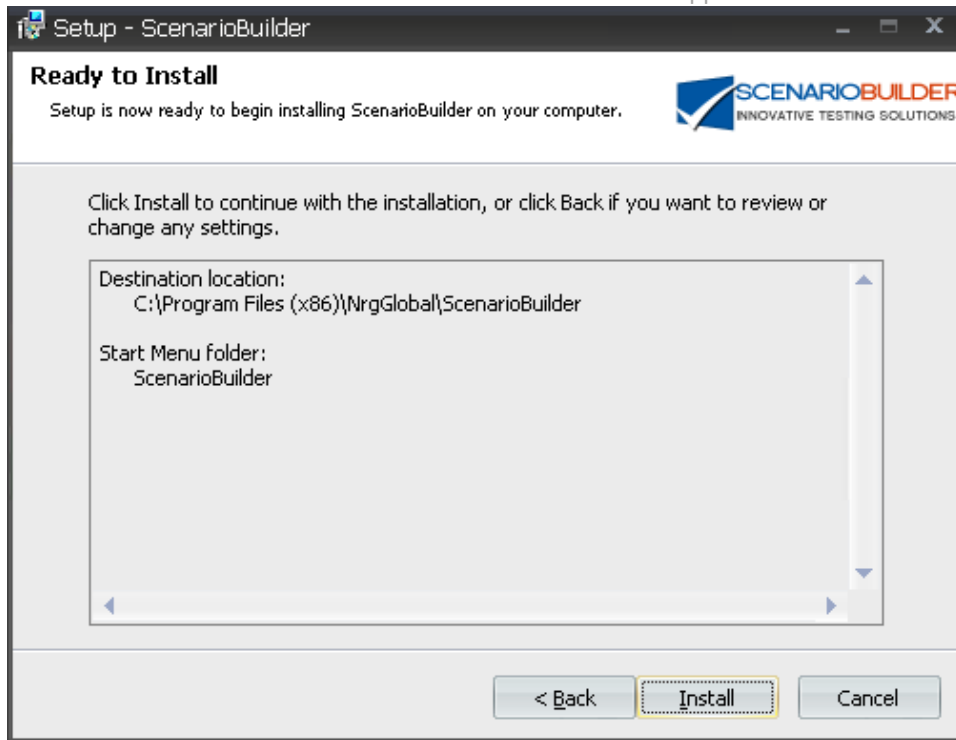 Setup - ScenarioBuilder
Ready to Install
Setup is now ready to begin installing ScenarioBuilder on your computer.
SCENARIOBUILDER
INNOVATIVE TESTING SOLUTIONS
Click Install to continue with the installation, or click Back if you want to review or
change any settings.
Destination location:
C:\Program Files (x86)\NrgGlobal\ScenarioBuilder
Start Menu folder:
ScenarioBuilder
< Back
Install
Cancel